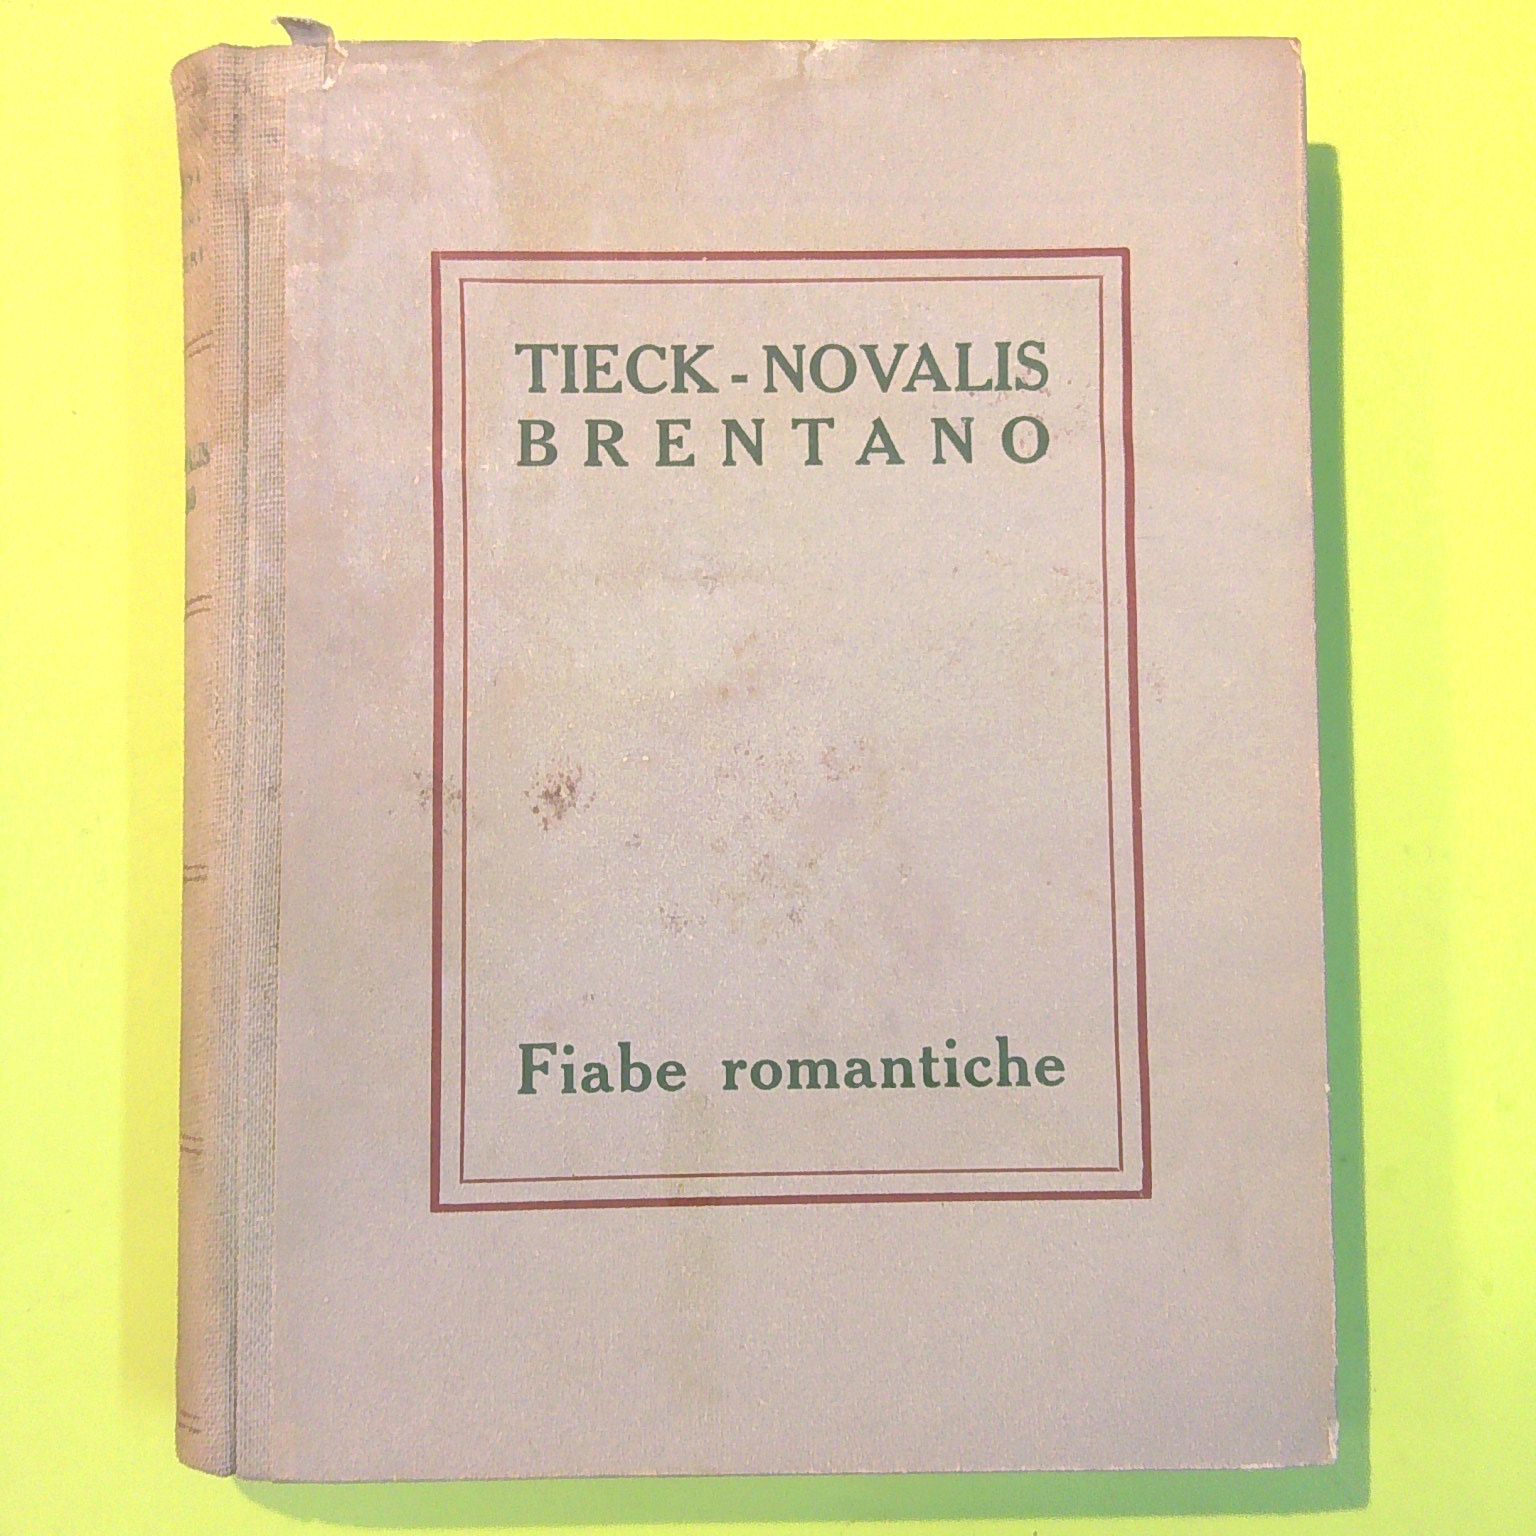 TIECK - NOVALIS
BRENTANO
Fiabe romantiche